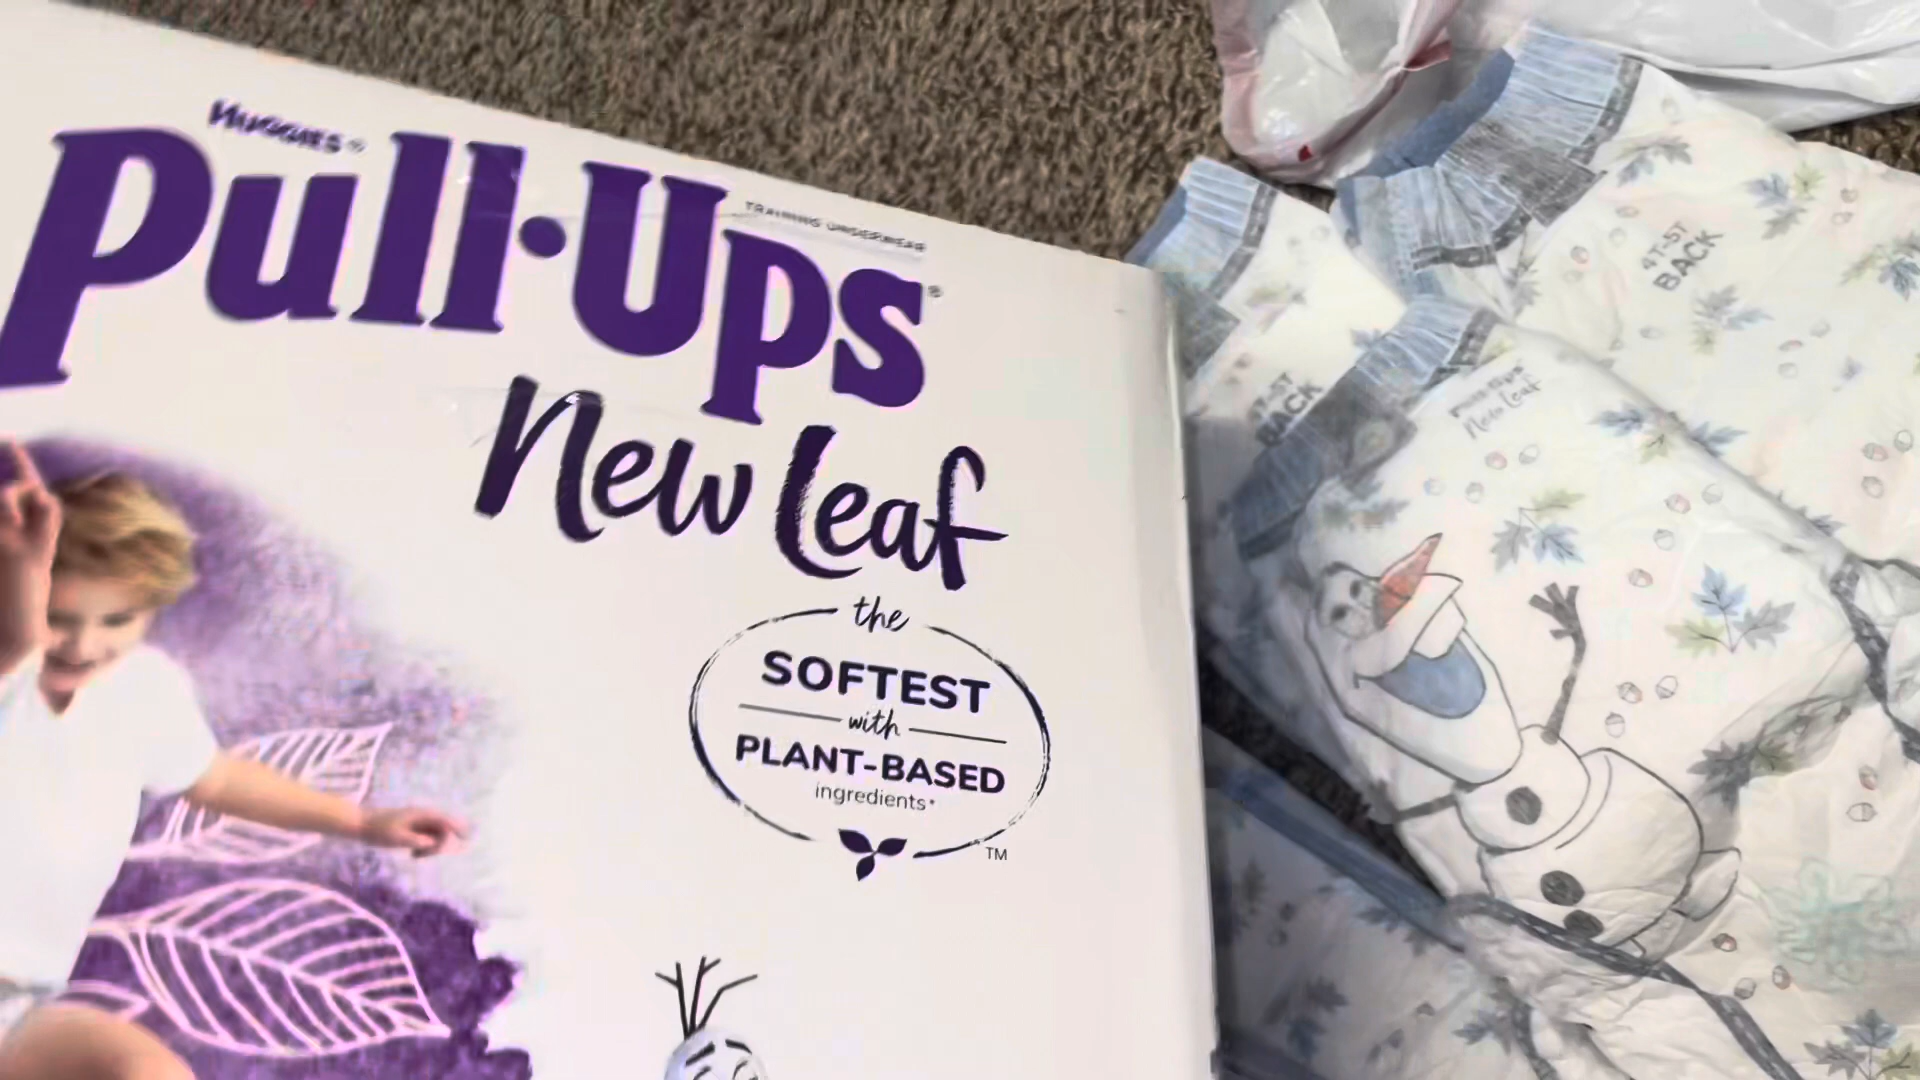 HUGGIES®
Pull-Ups®
TRAINING UNDERWEAR
New Leaf
the
SOFTEST
with
PLANT-BASED
ingredients*
TM
4T-5T
BACK
4T-5T
BACK
Pull-Ups
New Leaf